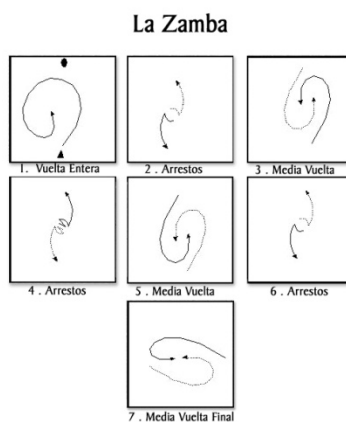 La Zamba
1. Vuelta Entera
2 . Arrestos
3 . Media Vuelta
4 . Arrestos
5 . Media Vuelta
6 . Arrestos
7 . Media Vuelta Final